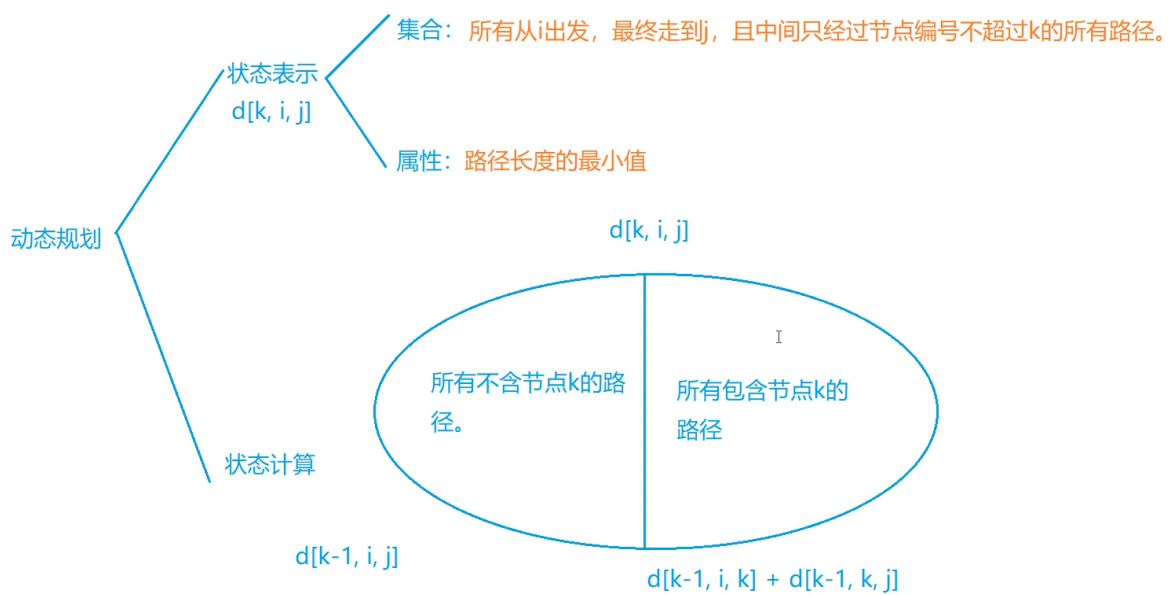 集合：所有从i出发，最终走到j，且中间只经过节点编号不超过k的所有路径。
状态表示
d[k, i, j]
属性：路径长度的最小值
动态规划
d[k, i, j]
所有不含节点k的路
径。
所有包含节点k的
路径
状态计算
d[k-1, i, j]
d[k-1, i, k] + d[k-1, k, j]